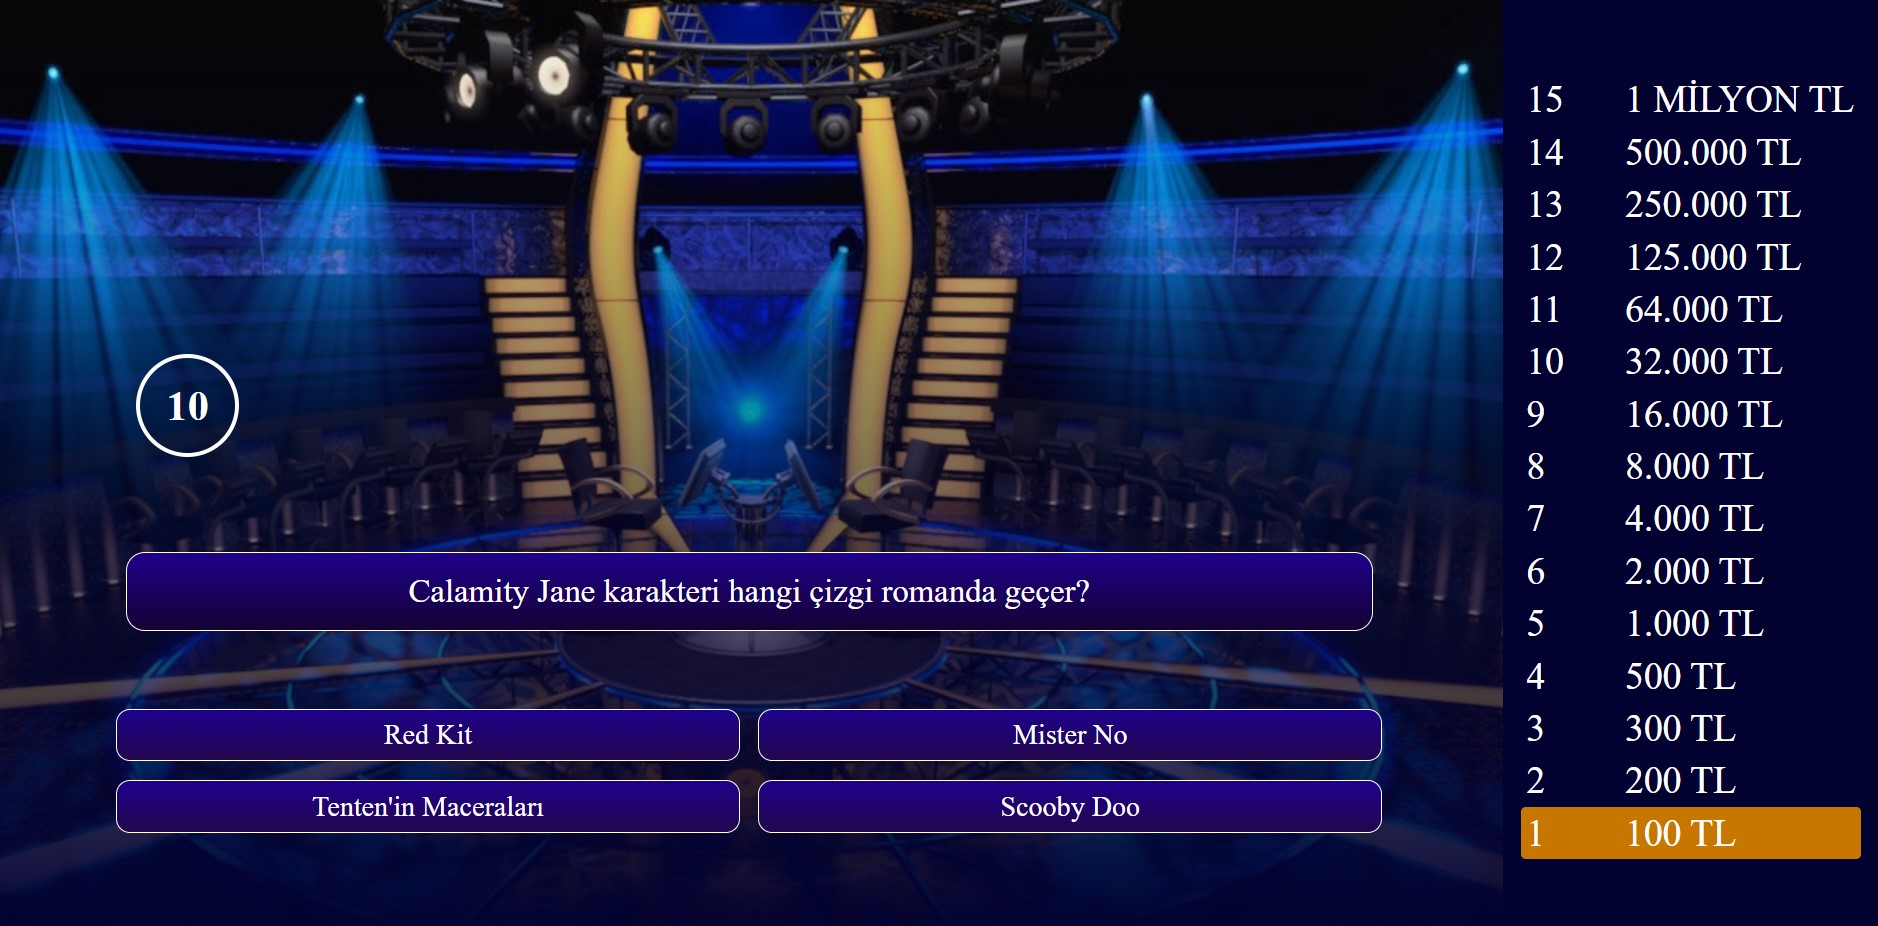 10
Calamity Jane karakteri hangi çizgi romanda geçer?
Red Kit
Mister No
Tenten'in Maceraları
Scooby Doo
15 1 MİLYON TL
14 500.000 TL
13 250.000 TL
12 125.000 TL
11 64.000 TL
10 32.000 TL
9 16.000 TL
8 8.000 TL
7 4.000 TL
6 2.000 TL
5 1.000 TL
4 500 TL
3 300 TL
2 200 TL
1 100 TL